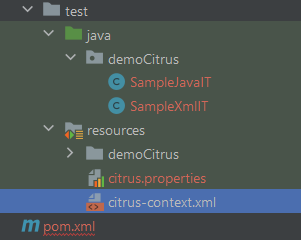 test
java
demoCitrus
SampleJavaIT
SampleXmlIT
resources
demoCitrus
citrus.properties
citrus-context.xml
pom.xml